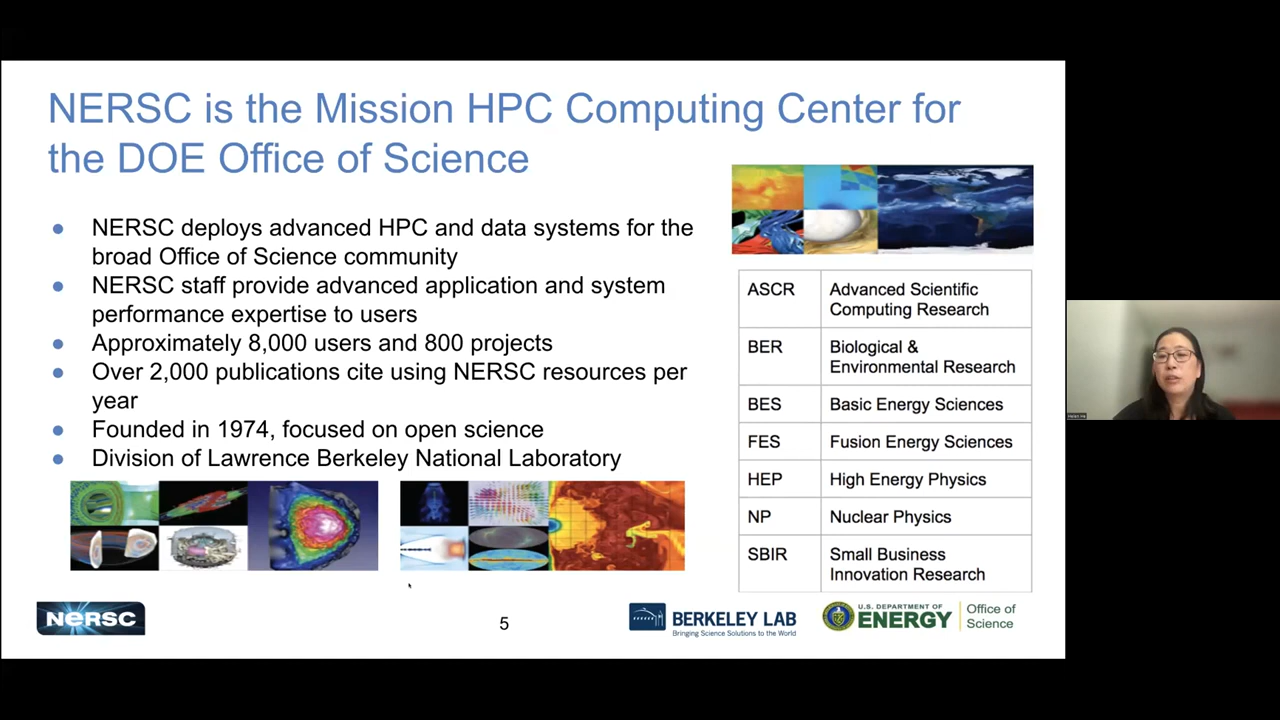 NERSC is the Mission HPC Computing Center for
the DOE Office of Science
NERSC deploys advanced HPC and data systems for the
broad Office of Science community
NERSC staff provide advanced application and system
performance expertise to users
Approximately 8,000 users and 800 projects
Over 2,000 publications cite using NERSC resources per
year
Founded in 1974, focused on open science
Division of Lawrence Berkeley National Laboratory
ASCR
Advanced Scientific
Computing Research
BER
Biological &
Environmental Research
BES
Basic Energy Sciences
FES
Fusion Energy Sciences
HEP
High Energy Physics
NP
Nuclear Physics
SBIR
Small Business
Innovation Research
NERSC
5
BERKELEY LAB
Bringing Science Solutions to the World
U.S. DEPARTMENT OF
ENERGY
Office of
Science